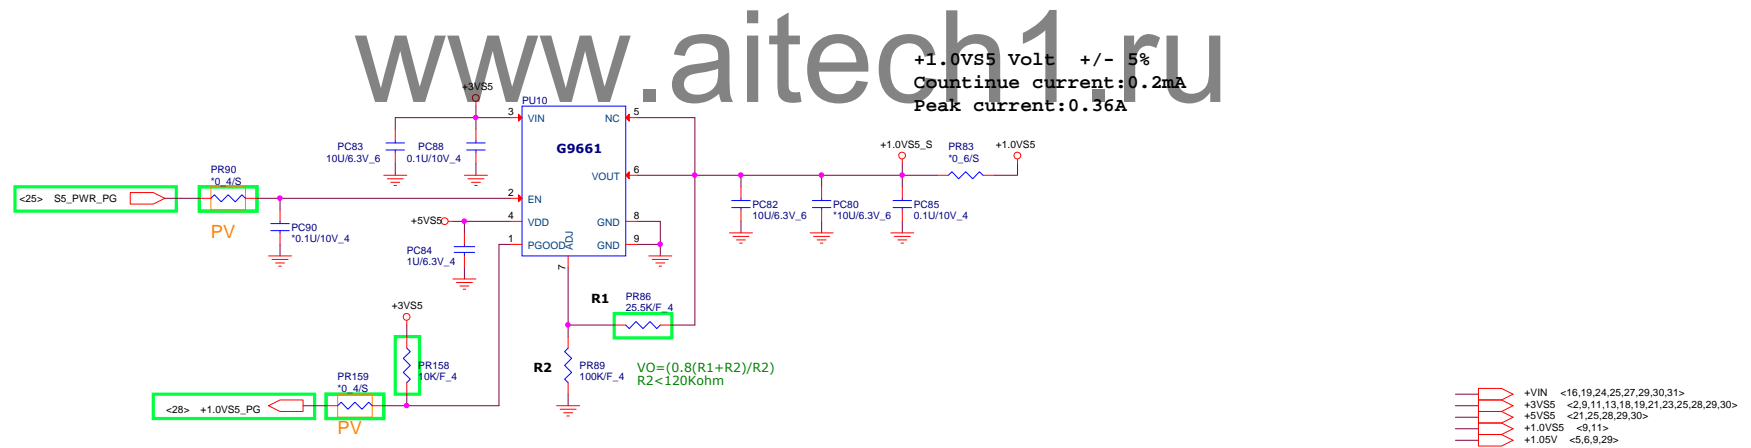 www.aitech1.ru
+1.0VS5 Volt +/- 5%
Countinue current:0.2mA
Peak current:0.36A
+3VS5
PU10
3
VIN
NC
5
G9661
PC83
10U/6.3V_6
PC88
0.1U/10V_4
+1.0VS5_S
PR83
*0_6/S
+1.0VS5
VOUT
6
PR90
*0_4/S
<25> S5_PWR_PG
2
EN
PV
PC90
*0.1U/10V_4
+5VS5
4
VDD
GND
8
PC82
10U/6.3V_6
PC80
*10U/6.3V_6
PC85
0.1U/10V_4
1
PGOOD
ADJ
GND
9
PC84
1U/6.3V_4
7
R1
PR86
25.5K/F_4
+3VS5
PR158
10K/F_4
R2
PR89
100K/F_4
VO=(0.8(R1+R2)/R2)
R2<120Kohm
PR159
*0_4/S
<28> +1.0VS5_PG
PV
+VIN <16,19,24,25,27,29,30,31>
+3VS5 <2,9,11,13,18,19,21,23,25,28,29,30>
+5VS5 <21,25,28,29,30>
+1.0VS5 <9,11>
+1.05V <5,6,9,29>